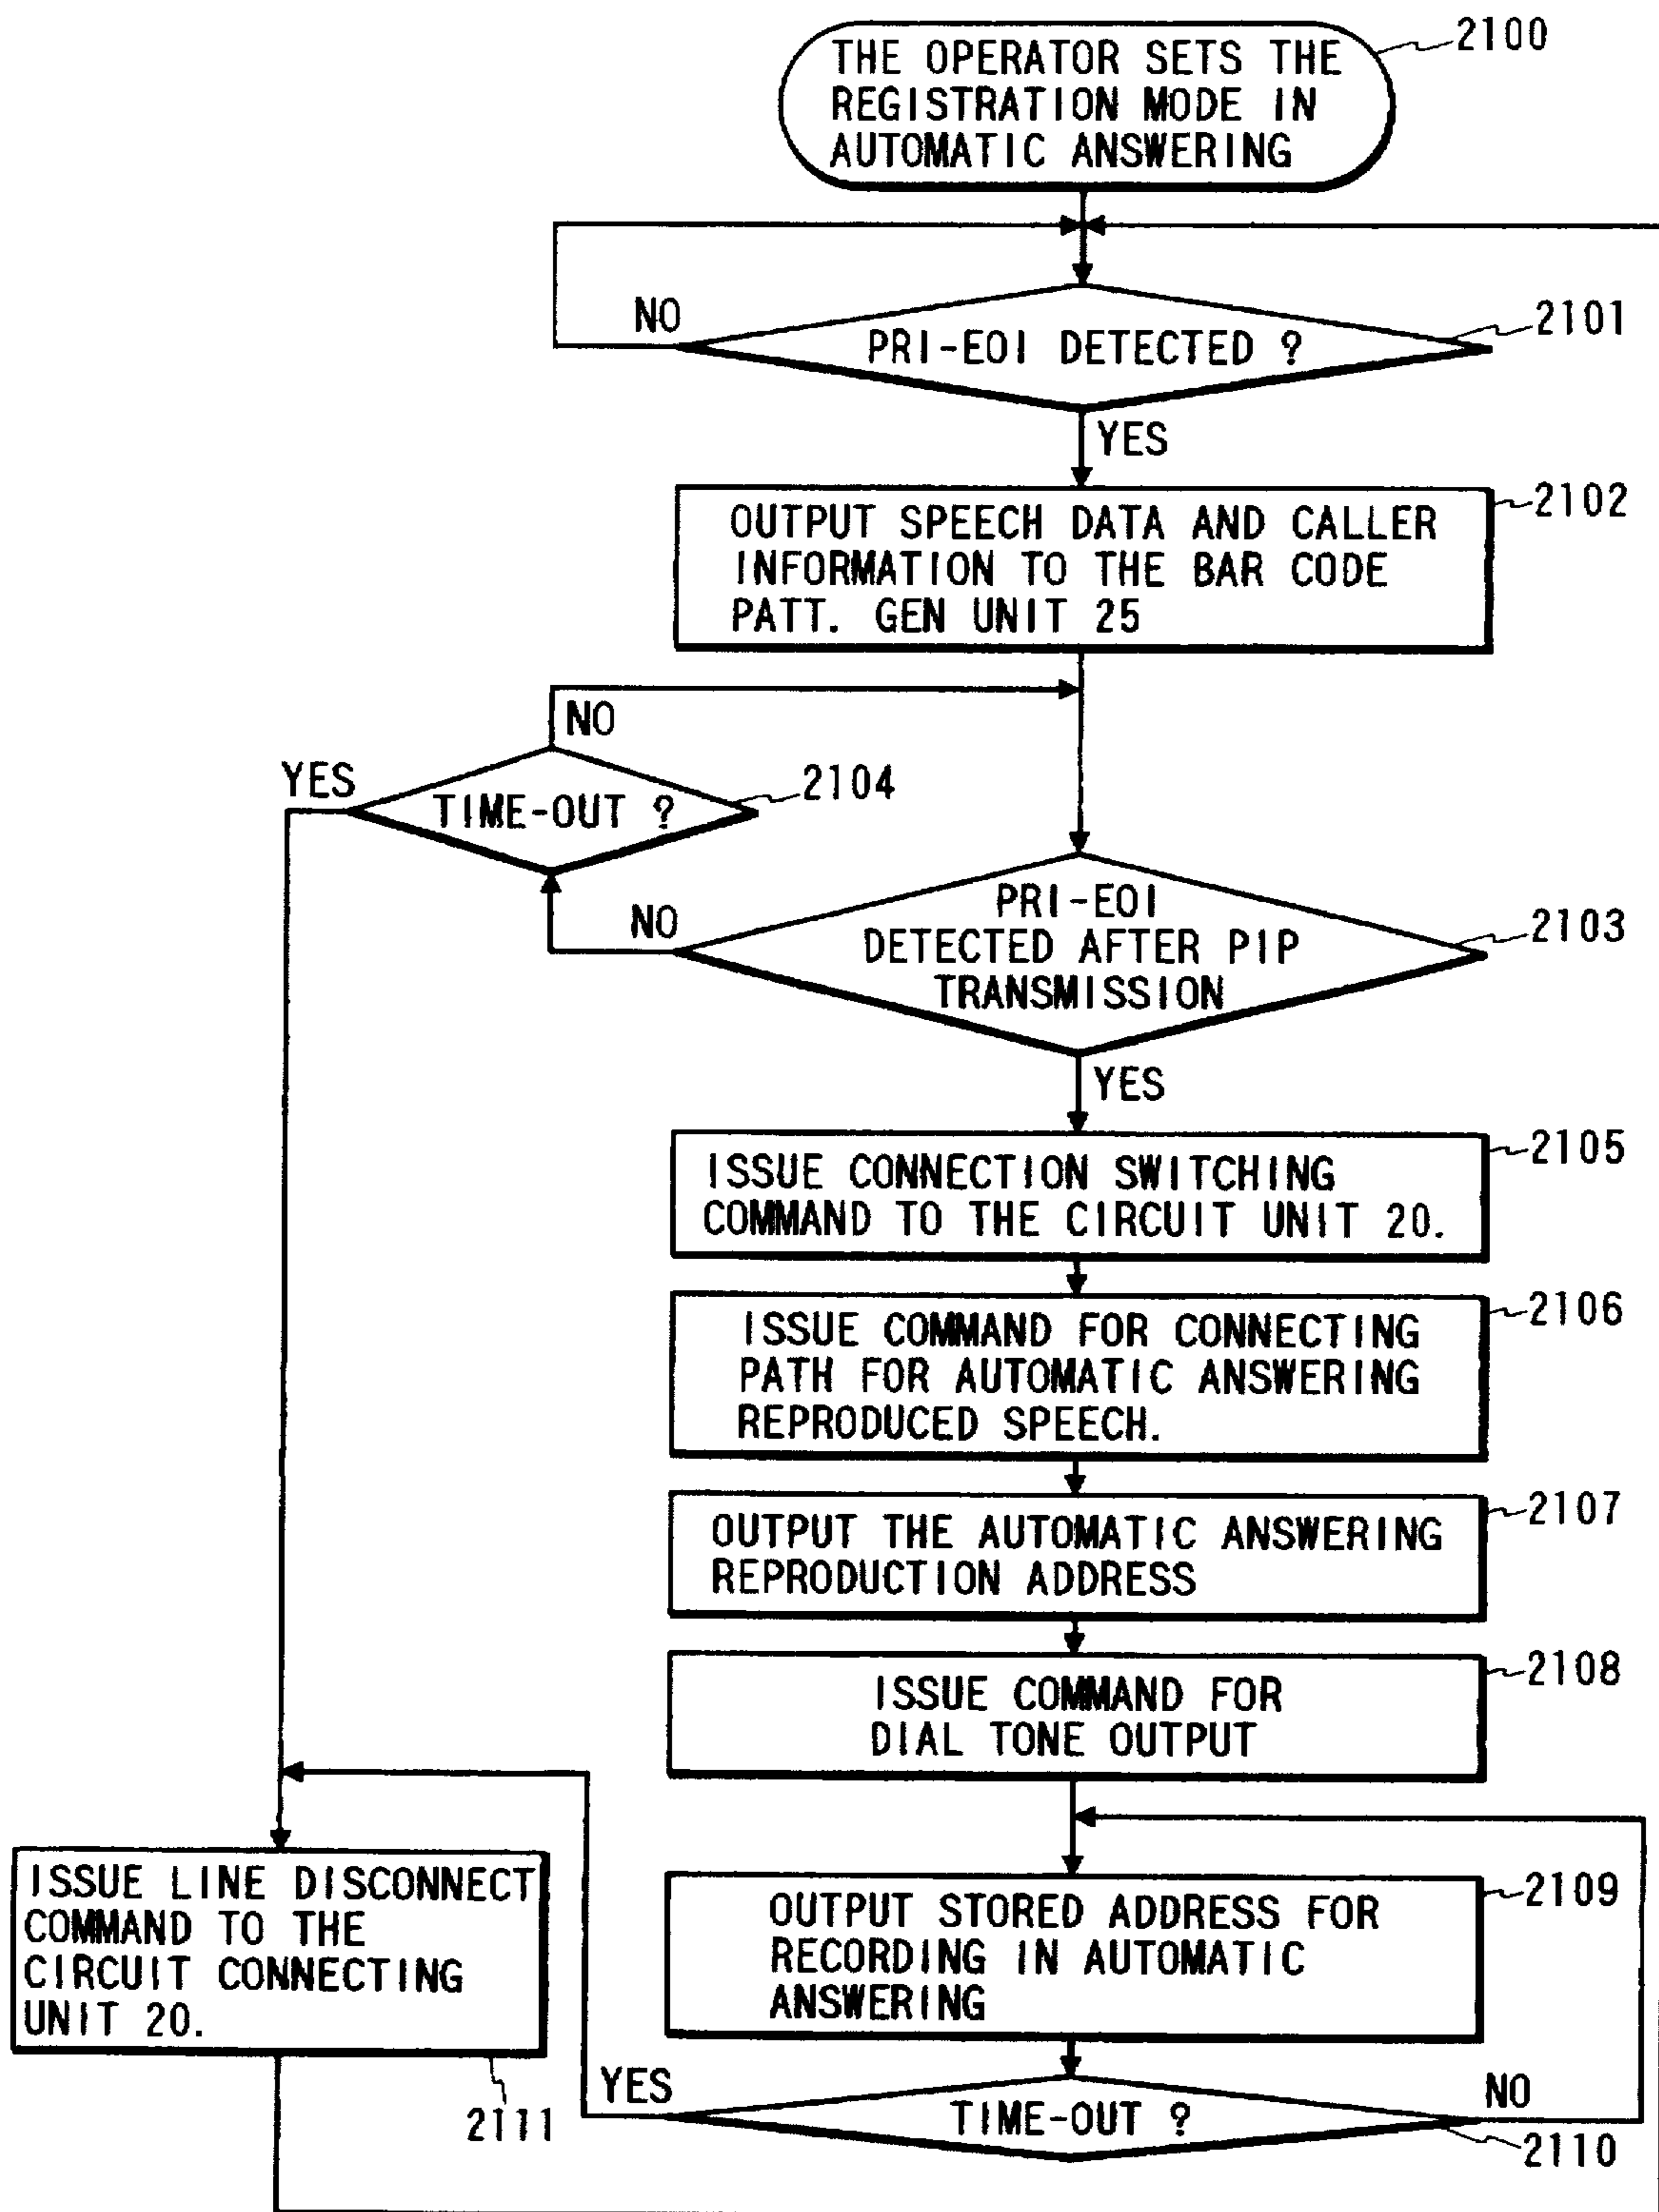 2100
THE OPERATOR SETS THE
REGISTRATION MODE IN
AUTOMATIC ANSWERING
NO
2101
PRI-EOI DETECTED ?
YES
2102
OUTPUT SPEECH DATA AND CALLER
INFORMATION TO THE BAR CODE
PATT. GEN UNIT 25
NO
YES
2104
TIME-OUT ?
NO
2103
PRI-EOI
DETECTED AFTER PIP
TRANSMISSION
YES
2105
ISSUE CONNECTION SWITCHING
COMMAND TO THE CIRCUIT UNIT 20.
2106
ISSUE COMMAND FOR CONNECTING
PATH FOR AUTOMATIC ANSWERING
REPRODUCED SPEECH.
2107
OUTPUT THE AUTOMATIC ANSWERING
REPRODUCTION ADDRESS
2108
ISSUE COMMAND FOR
DIAL TONE OUTPUT
ISSUE LINE DISCONNECT
COMMAND TO THE
CIRCUIT CONNECTING
UNIT 20.
2111
2109
OUTPUT STORED ADDRESS FOR
RECORDING IN AUTOMATIC
ANSWERING
YES
TIME-OUT ?
NO
2110